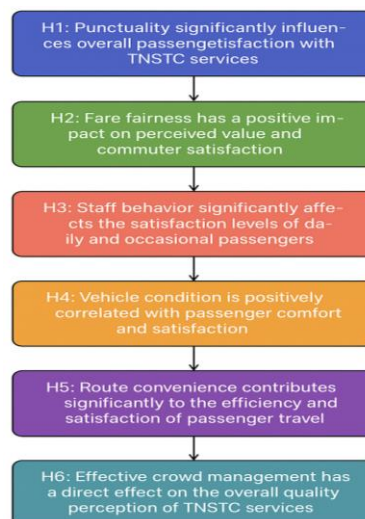 H1: Punctuality significantly influen-
ces overall passengetisfaction with
TNSTC services
H2: Fare fairness has a positive im-
pact on perceived value and
commuter satisfaction
H3: Staff behavior significantly affe-
cts the satisfaction levels of da-
ily and occasional passengers
H4: Vehicle condition is positively
correlated with passenger comfort
and satisfaction
H5: Route convenience contributes
significantly to the efficiency and
satisfaction of passenger travel
H6: Effective crowd management has
a direct effect on the overall quality
perception of TNSTC services